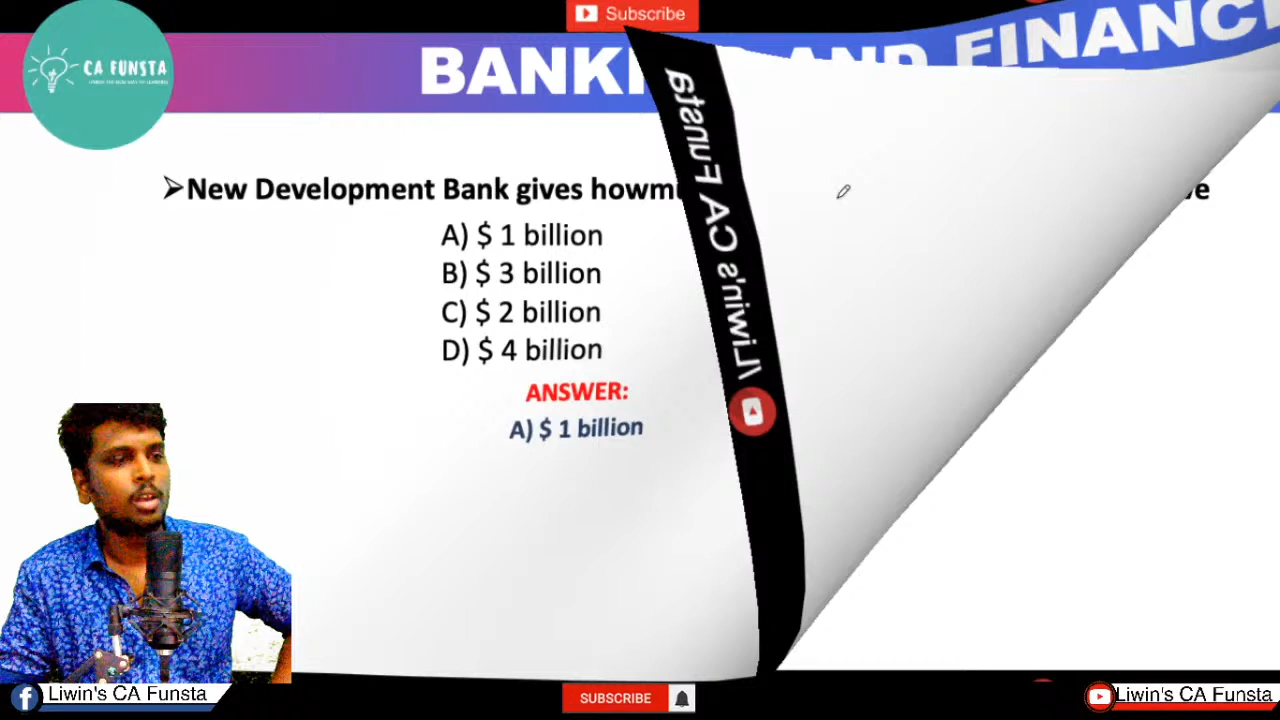 Subscribe
CA FUNSTA
BANK AND FINANC
➤New Development Bank gives
A) $ 1 billion
B) $ 3 billion
C) $ 2 billion
D) $ 4 billion
ANSWER:
A) $ 1 billion
/Liwin's CA Funsta
Liwin's CA Funsta
SUBSCRIBE
Liwin's CA Funsta